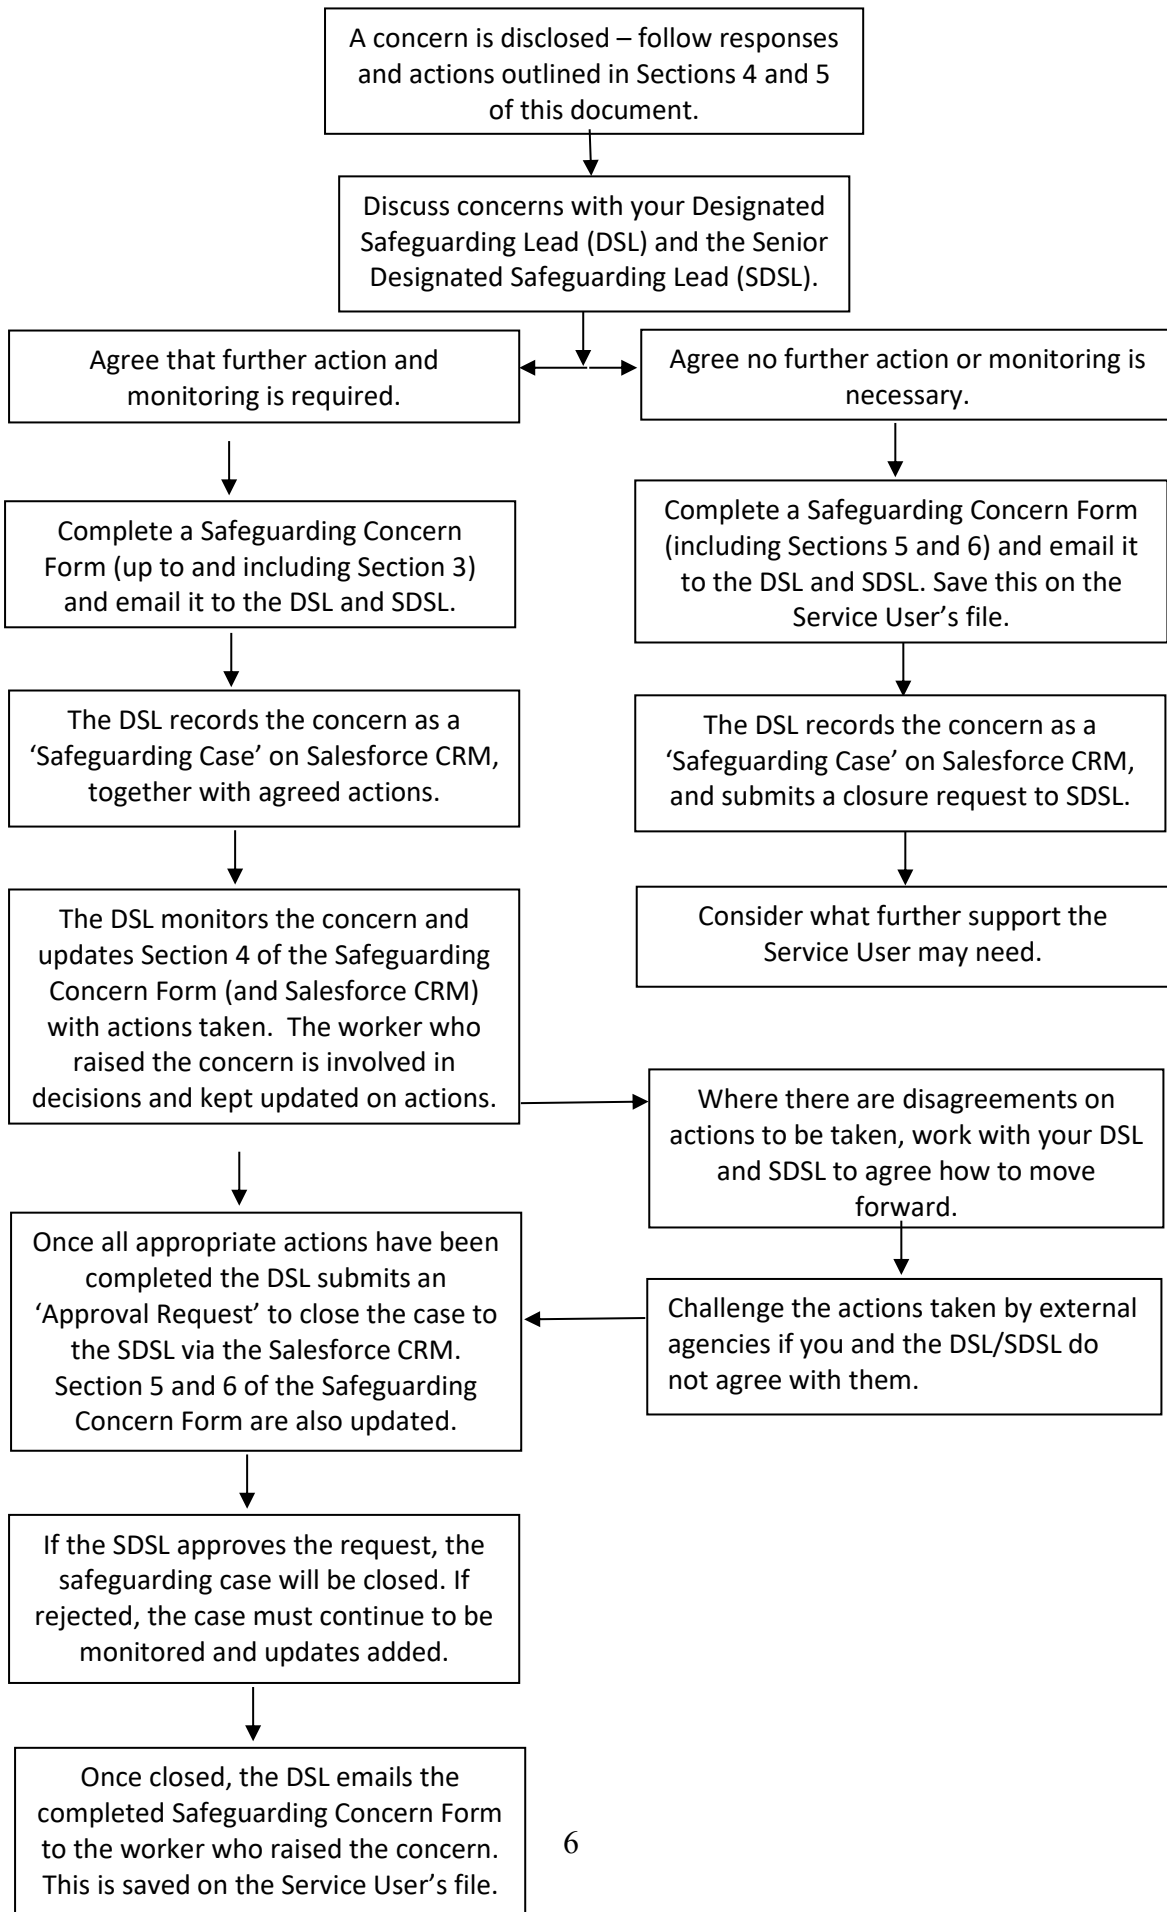 A concern is disclosed – follow responses
and actions outlined in Sections 4 and 5
of this document.
Discuss concerns with your Designated
Safeguarding Lead (DSL) and the Senior
Designated Safeguarding Lead (SDSL).
Agree that further action and
monitoring is required.
Agree no further action or monitoring is
necessary.
Complete a Safeguarding Concern
Form (up to and including Section 3)
and email it to the DSL and SDSL.
Complete a Safeguarding Concern Form
(including Sections 5 and 6) and email it
to the DSL and SDSL. Save this on the
Service User’s file.
The DSL records the concern as a
‘Safeguarding Case’ on Salesforce CRM,
together with agreed actions.
The DSL records the concern as a
‘Safeguarding Case’ on Salesforce CRM,
and submits a closure request to SDSL.
The DSL monitors the concern and
updates Section 4 of the Safeguarding
Concern Form (and Salesforce CRM)
with actions taken.  The worker who
raised the concern is involved in
decisions and kept updated on actions.
Consider what further support the
Service User may need.
Where there are disagreements on
actions to be taken, work with your DSL
and SDSL to agree how to move
forward.
Once all appropriate actions have been
completed the DSL submits an
‘Approval Request’ to close the case to
the SDSL via the Salesforce CRM.
Section 5 and 6 of the Safeguarding
Concern Form are also updated.
Challenge the actions taken by external
agencies if you and the DSL/SDSL do
not agree with them.
If the SDSL approves the request, the
safeguarding case will be closed. If
rejected, the case must continue to be
monitored and updates added.
Once closed, the DSL emails the
completed Safeguarding Concern Form
to the worker who raised the concern.
This is saved on the Service User’s file.
6